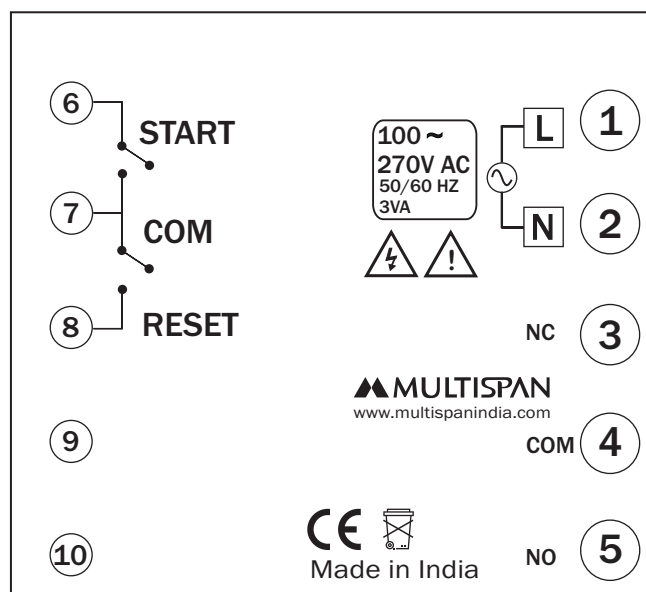 6
START
7
COM
8
RESET
9
10
100 ~
270V AC
50/60 HZ
3VA
L
1
N
2
NC
3
MULTISPAN
www.multispanindia.com
COM
4
CE
Made in India
NO
5